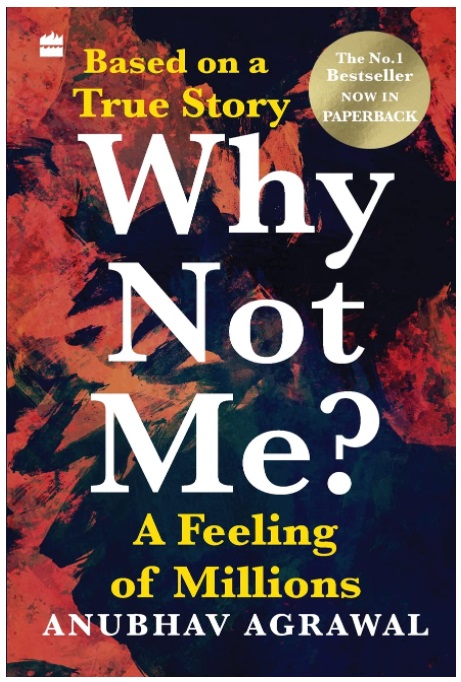 Based on a
True Story
The No.1
Bestseller
NOW IN
PAPERBACK
Why
Not
Me?
A Feeling
of Millions
ANUBHAV AGRAWAL